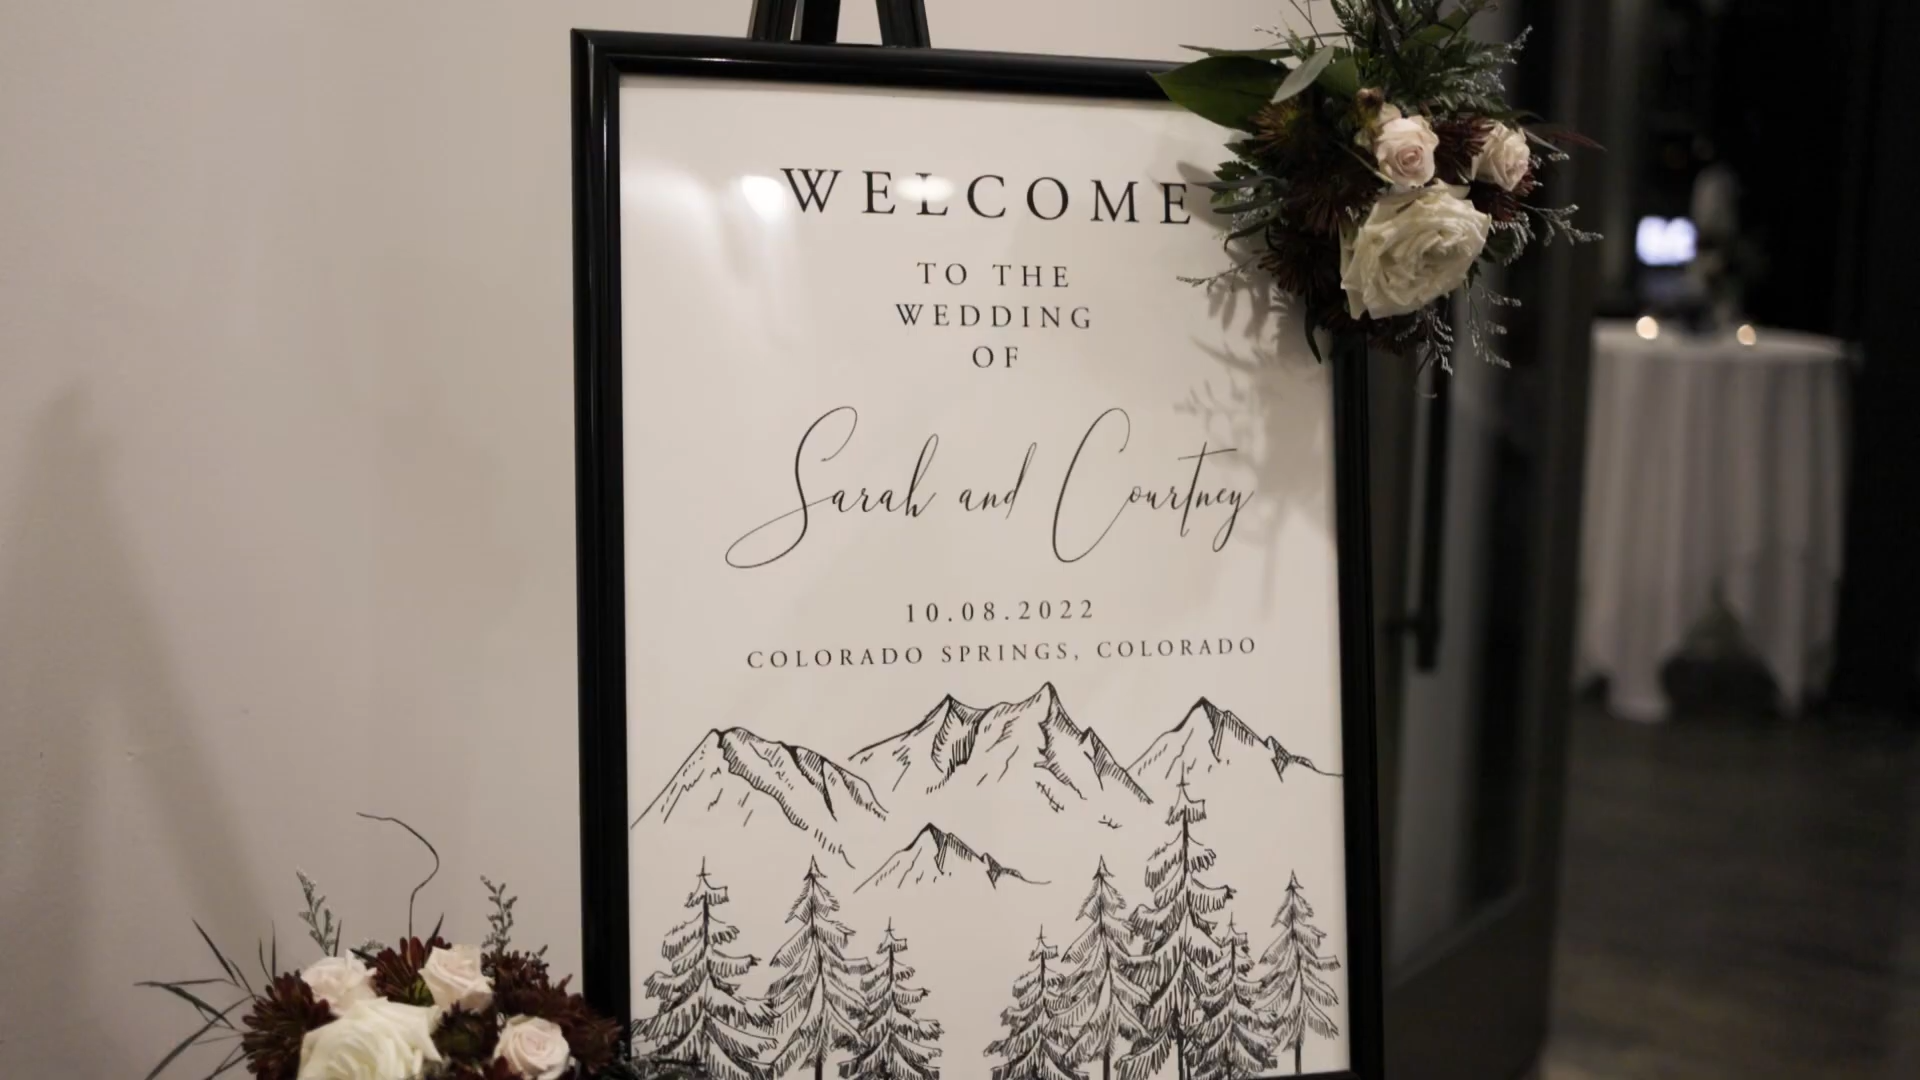 WELCOME
TO THE
WEDDING
OF
Sarah and Courtney
10.08.2022
COLORADO SPRINGS, COLORADO